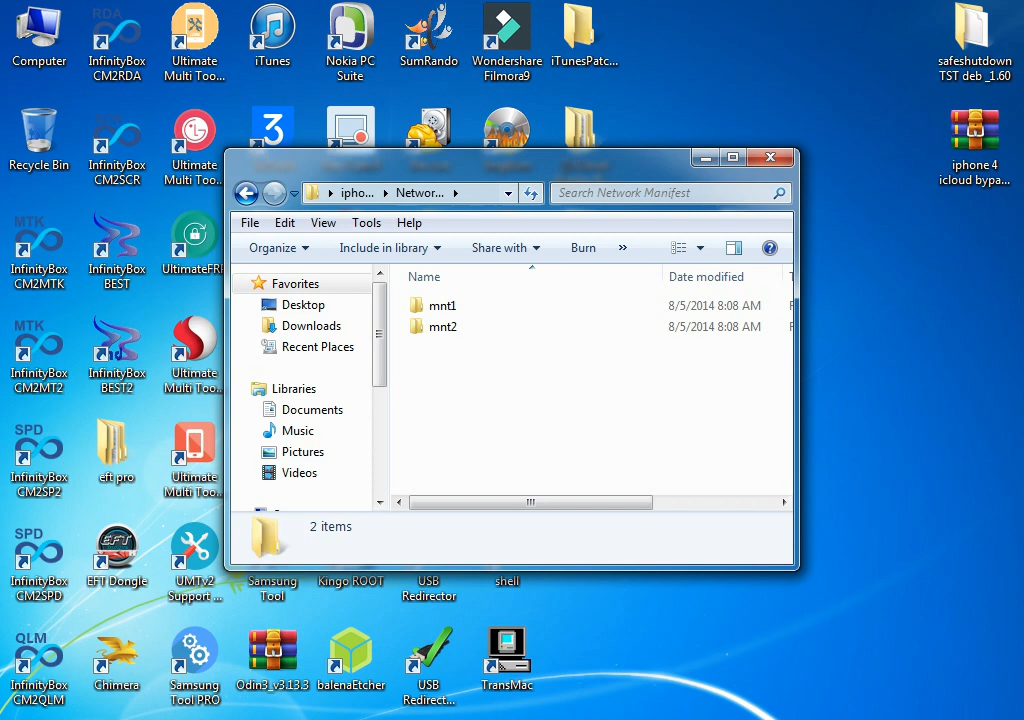 Computer
RDA
InfinityBox
CM2RDA
Ultimate
Multi Too...
iTunes
Nokia PC
Suite
SumRando
Wondershare
Filmora9
iTunesPatc...
safeshutdown
TST deb _1.60
Recycle Bin
InfinityBox
CM2SCR
Ultimate
Multi Too...
3
iphone 4
icloud bypa...
ipho...
Networ...
Search Network Manifest
File Edit View Tools Help
Organize Include in library Share with Burn »
Name Date modified
Favorites
Desktop
Downloads
Recent Places
mnt1 8/5/2014 8:08 AM
mnt2 8/5/2014 8:08 AM
Libraries
Documents
Music
Pictures
Videos
2 items
MTK
InfinityBox
CM2MTK
InfinityBox
BEST
UltimateFR
MTK
InfinityBox
CM2MT2
InfinityBox
BEST2
Ultimate
Multi Too...
SPD
InfinityBox
CM2SP2
eft pro
Ultimate
Multi Too...
SPD
InfinityBox
CM2SPD
EFT
EFT Dongle
UMTv2
Support ...
Samsung
Tool
Kingo ROOT
USB
Redirector
shell
QLM
InfinityBox
CM2QLM
Chimera
Samsung
Tool PRO
Odin3_v3.13.3
balenaEtcher
USB
Redirect...
TransMac